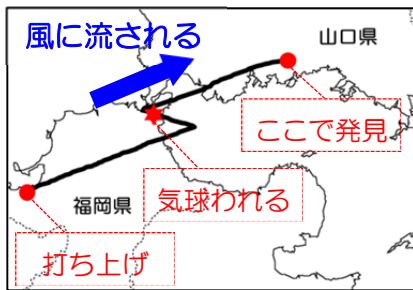 風に流される
山口県
ここで発見
気球われる
福岡県
打ち上げ